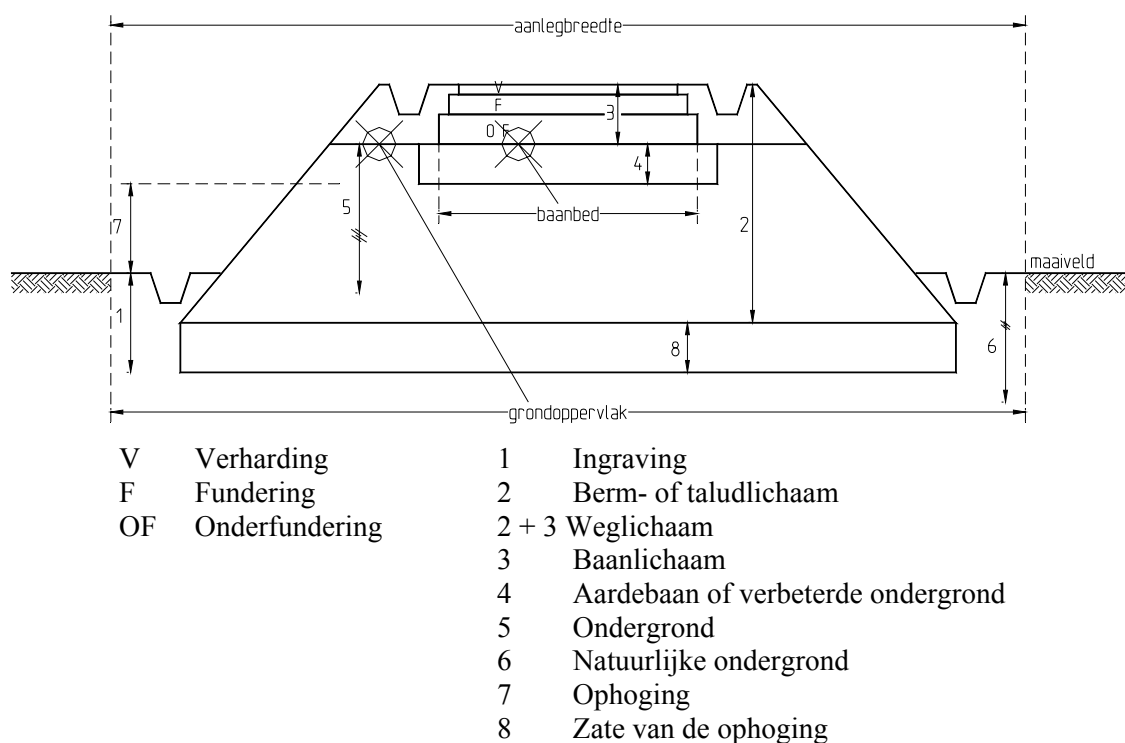 aanlegbreedte
V
F
3
O F
4
5
baanbed
2
7
maaiveld
1
8
6
grondoppervlak
V Verharding 1 Ingraving
F Fundering 2 Berm- of taludlichaam
OF Onderfundering 2 + 3 Weglichaam
3 Baanlichaam
4 Aardebaan of verbeterde ondergrond
5 Ondergrond
6 Natuurlijke ondergrond
7 Ophoging
8 Zate van de ophoging